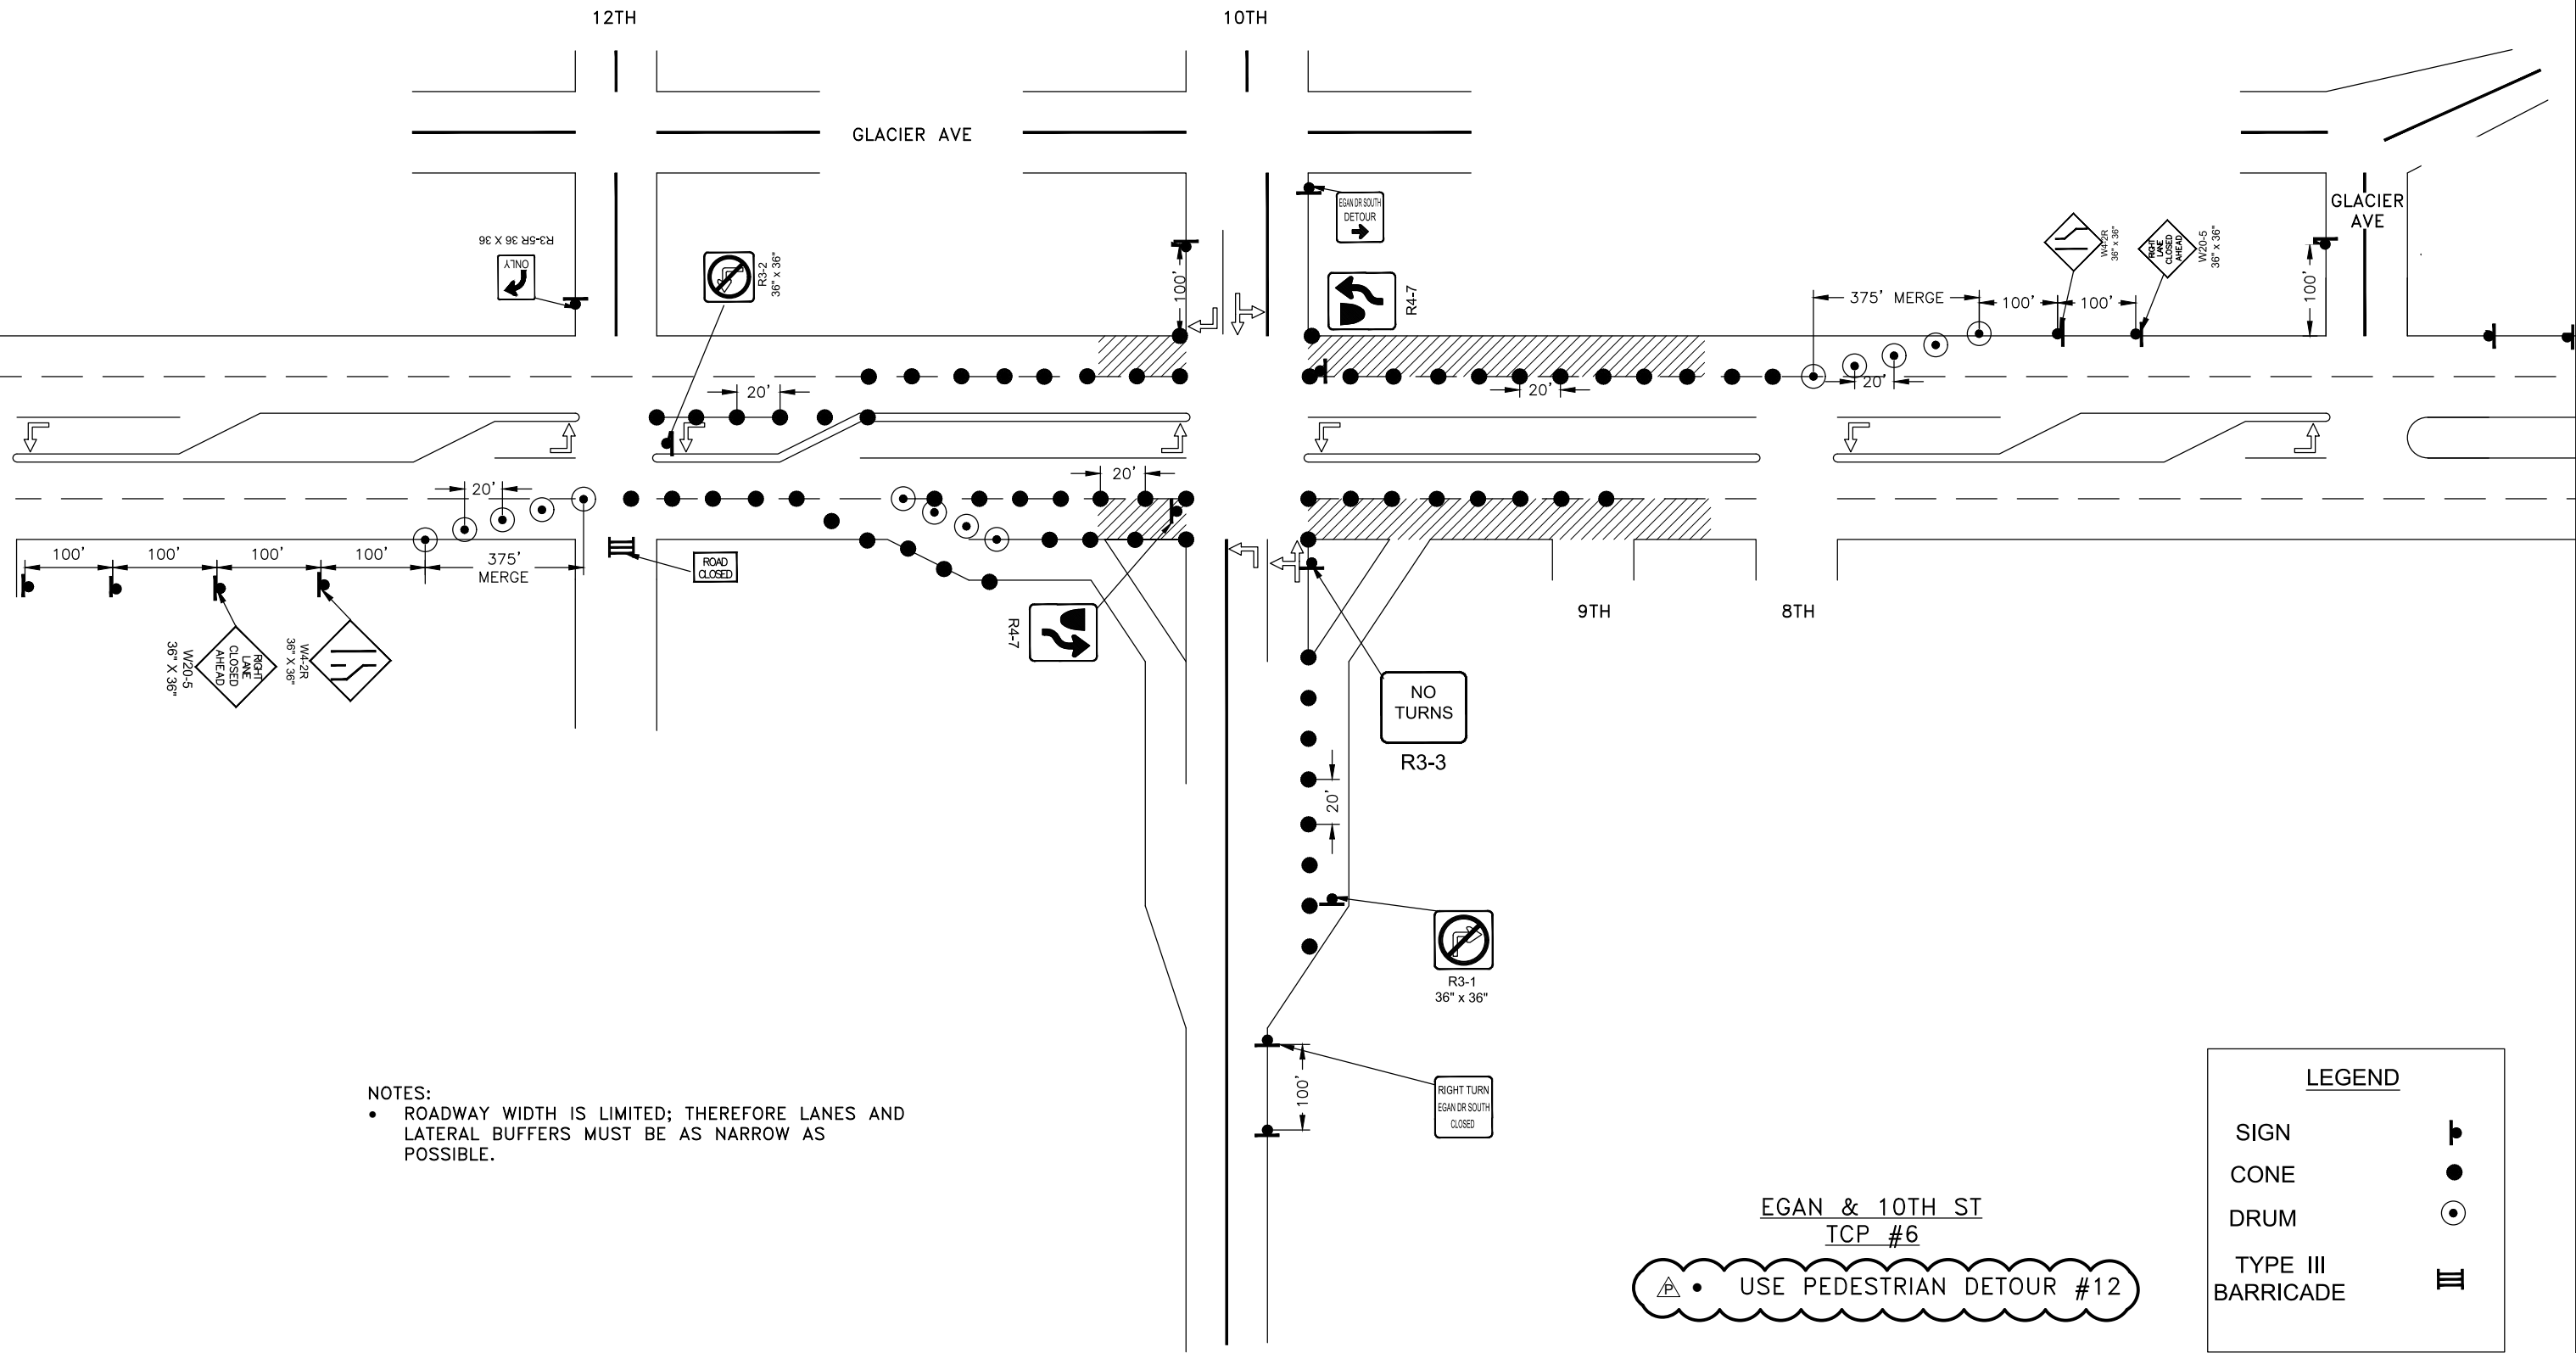 12TH
10TH
GLACIER AVE
GLACIER
AVE
R3-5R 36 X 36
ONLY
R3-2
36" x 36"
EGAN DR SOUTH
DETOUR
100'
R4-7
W4-2R
36" x 36"
RIGHT
LANE
CLOSED
AHEAD
W20-5
36" x 36"
375' MERGE
100'
100'
100'
20'
20'
20'
20'
20'
100'
100'
100'
100'
375'
MERGE
ROAD
CLOSED
R4-7
9TH
8TH
RIGHT
LANE
CLOSED
AHEAD
W20-5
36" X 36"
W4-2R
36" X 36"
NO
TURNS
R3-3
20'
R3-1
36" x 36"
100'
RIGHT TURN
EGAN DR SOUTH
CLOSED
NOTES:
• ROADWAY WIDTH IS LIMITED; THEREFORE LANES AND
LATERAL BUFFERS MUST BE AS NARROW AS
POSSIBLE.
EGAN & 10TH ST
TCP #6
P • USE PEDESTRIAN DETOUR #12
LEGEND
SIGN
CONE
DRUM
TYPE III
BARRICADE